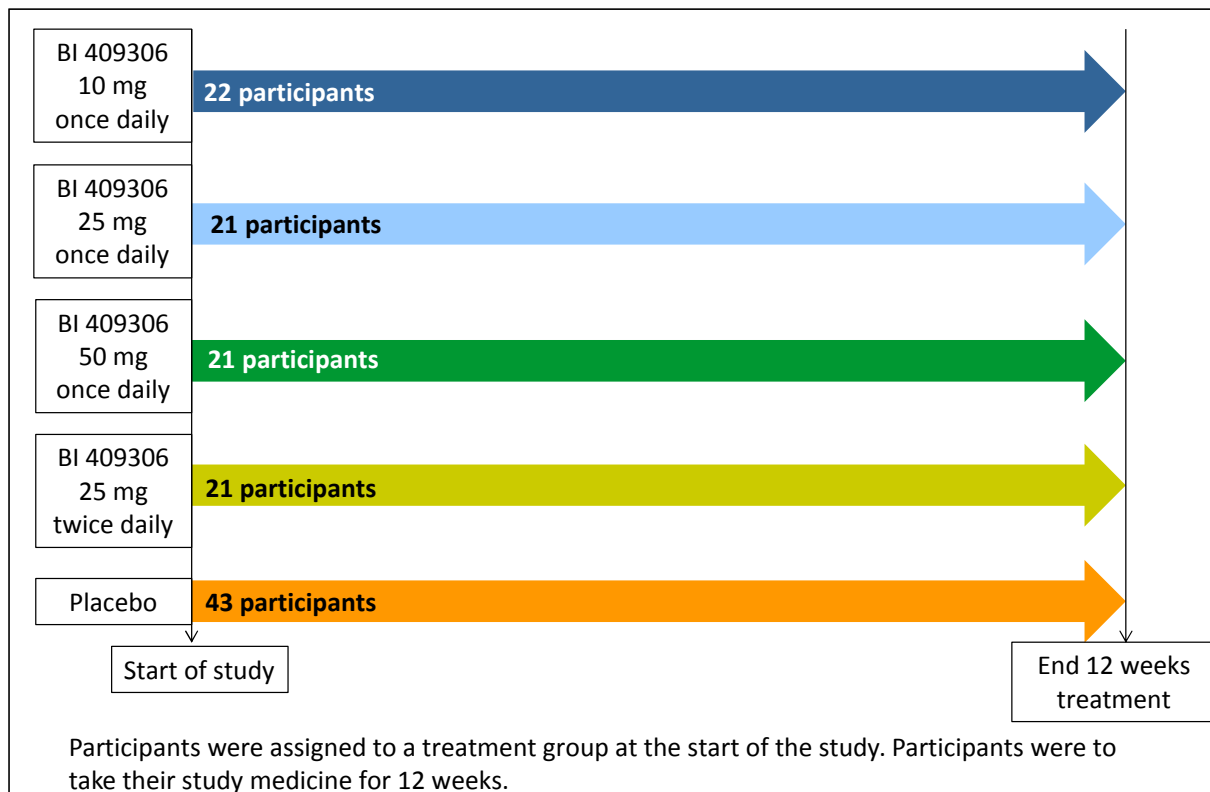 BI 409306
10 mg
once daily
22 participants
BI 409306
25 mg
once daily
21 participants
BI 409306
50 mg
once daily
21 participants
BI 409306
25 mg
twice daily
21 participants
Placebo
43 participants
Start of study
End 12 weeks
treatment
Participants were assigned to a treatment group at the start of the study. Participants were to
take their study medicine for 12 weeks.